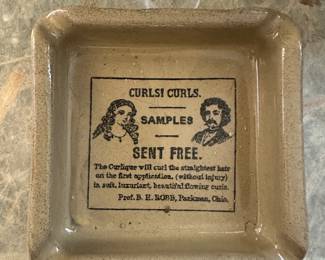 CURLS! CURLS.
SAMPLES
SENT FREE.
The Curlique will curl the straightest hair
on the first application, (without injury)
in soft, luxuriant, beautiful flowing curls.
Prof. B. H. ROBB, Parkman, Ohio.